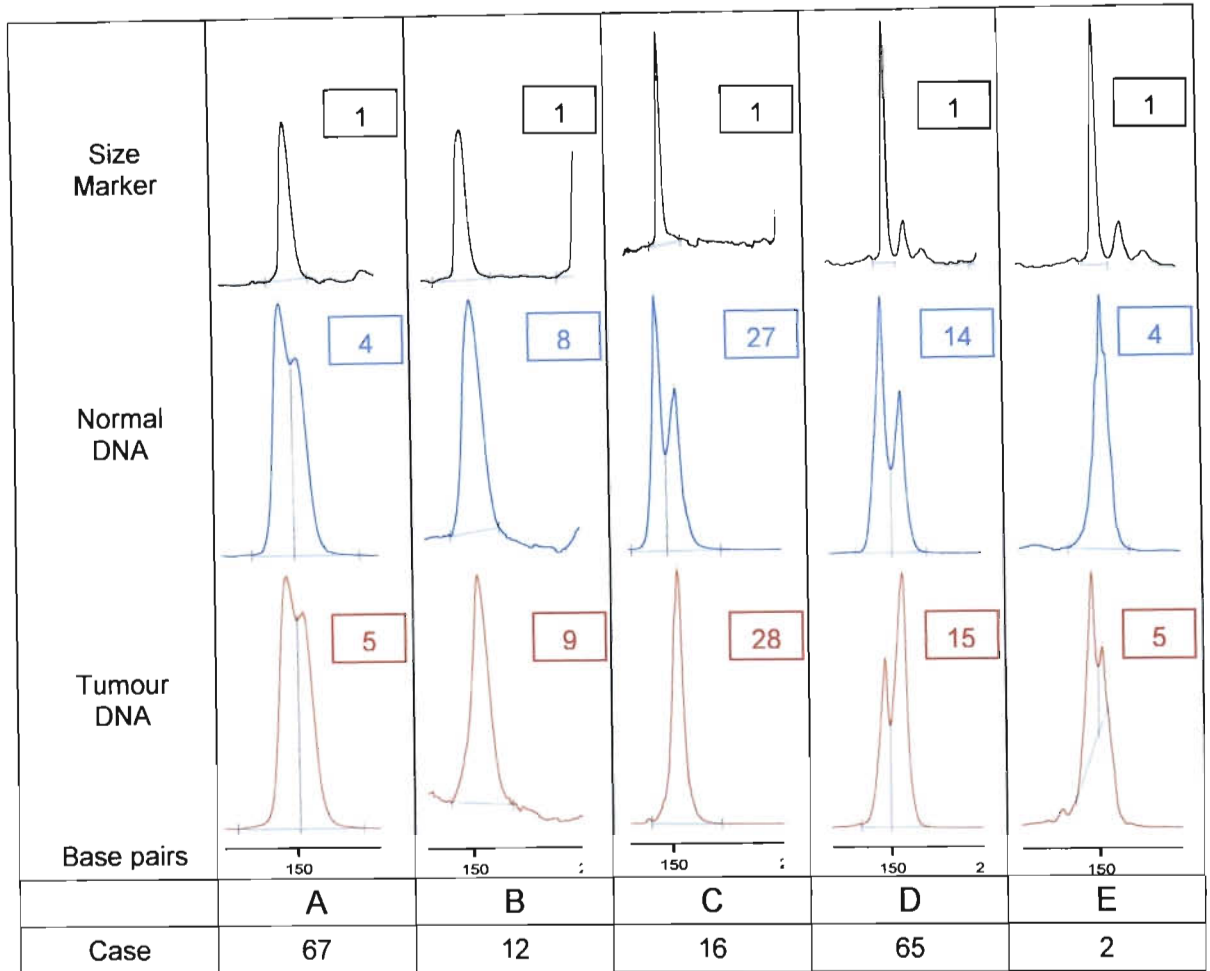 Size
Marker
1 1 1 1 1
Normal
DNA
4 8 27 14 4
Tumour
DNA
5 9 28 15 5
Base pairs 150 150 150 150 2 150
A B C D E
Case 67 12 16 65 2